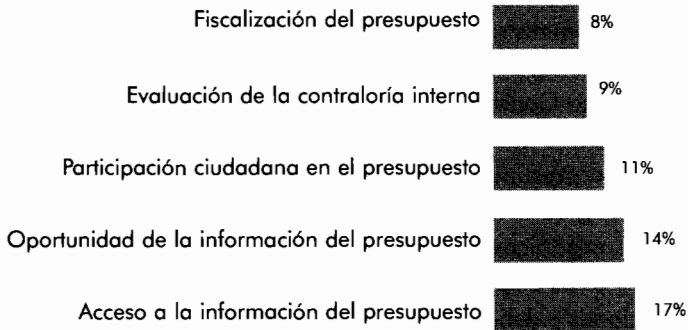 Fiscalización del presupuesto 8%
Evaluación de la contraloría interna 9%
Participación ciudadana en el presupuesto 11%
Oportunidad de la información del presupuesto 14%
Acceso a la información del presupuesto 17%